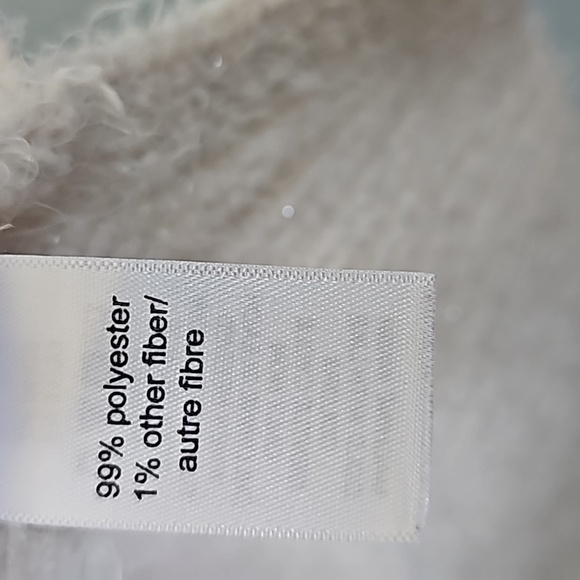 99% polyester
1% other fiber/
autre fibre